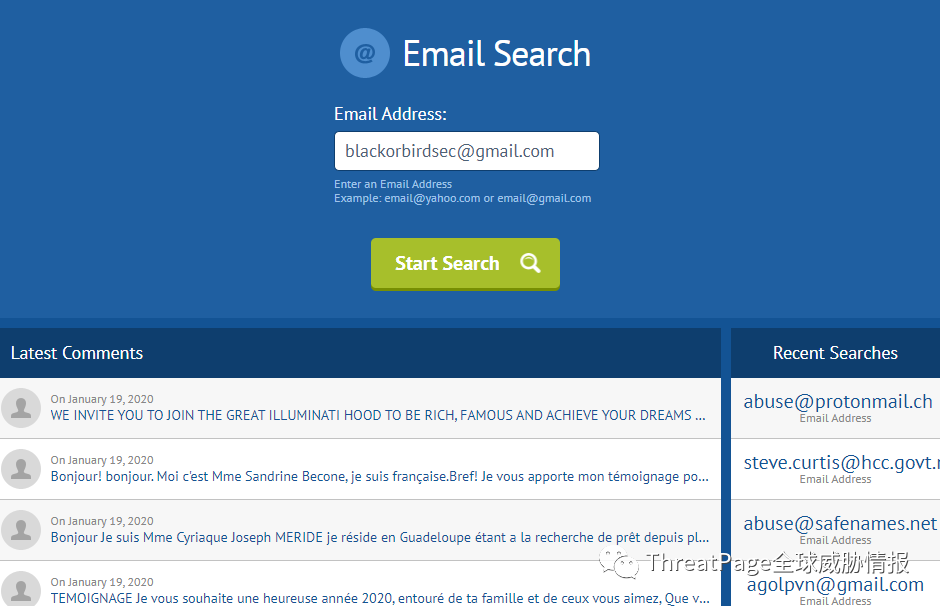 @ Email Search
Email Address:
blackorbirdsec@gmail.com
Enter an Email Address
Example: email@yahoo.com or email@gmail.com
Start Search
Latest Comments
On January 19, 2020
WE INVITE YOU TO JOIN THE GREAT ILLUMINATI HOOD TO BE RICH, FAMOUS AND ACHIEVE YOUR DREAMS ...
On January 19, 2020
Bonjour! bonjour. Moi c'est Mme Sandrine Becone, je suis française.Bref! Je vous apporte mon témoignage po...
On January 19, 2020
Bonjour Je suis Mme Cyriaque Joseph MERIDE je réside en Guadeloupe étant a la recherche de prêt depuis pl...
On January 19, 2020
TEMOIGNAGE Je vous souhaite une heureuse année 2020, entouré de ta famille et de ceux vous aimez, Que v...
Recent Searches
abuse@protonmail.ch
Email Address
steve.curtis@hcc.govt.
Email Address
abuse@safenames.net
Email Address
agolpvn@gmail.com
Email Address
ThreatPage全球威胁情报